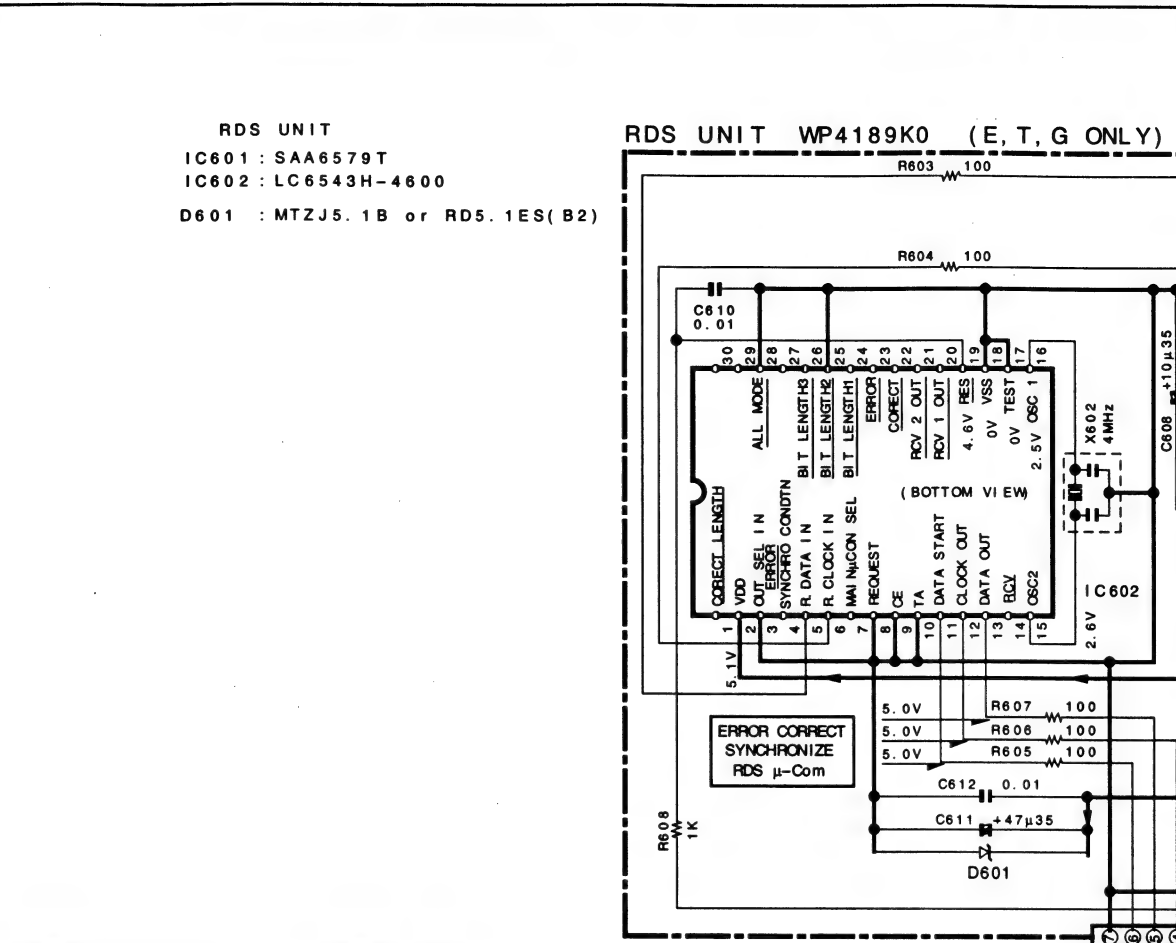 RDS UNIT
IC601 : SAA6579T
IC602 : LC6543H-4600
D601 : MTZJ5.1B or RD5.1ES(B2)
RDS UNIT WP4189K0 (E, T, G ONLY)
R603 100
R604 100
C610
0.01
30
29
28
27
26
25
24
23
22
21
20
19
18
17
16
ALL MODE
BIT LENGTH3
BIT LENGTH2
BIT LENGTH1
ERROR
CORECT
RCV 2 OUT
RCV 1 OUT
4.6V RES
0V VSS
0V TEST
2.5V OSC 1
C608 +10µ35
X602
4MHz
(BOTTOM VIEW)
CORECT LENGTH
VDD
OUT SEL IN
ERROR
SYNCHRO CONDTN
R. DATA IN
R. CLOCK IN
MAINµCON SEL
REQUEST
CE
TA
DATA START
CLOCK OUT
DATA OUT
RCV
OSC2
IC602
1
2
3
4
5
6
7
8
9
10
11
12
13
14
15
2.6V
5.1V
5.0V R607 100
5.0V R606 100
5.0V R605 100
ERROR CORRECT
SYNCHRONIZE
RDS µ-Com
C612 0.01
C611 +47µ35
D601
R608
1K
7
6
5